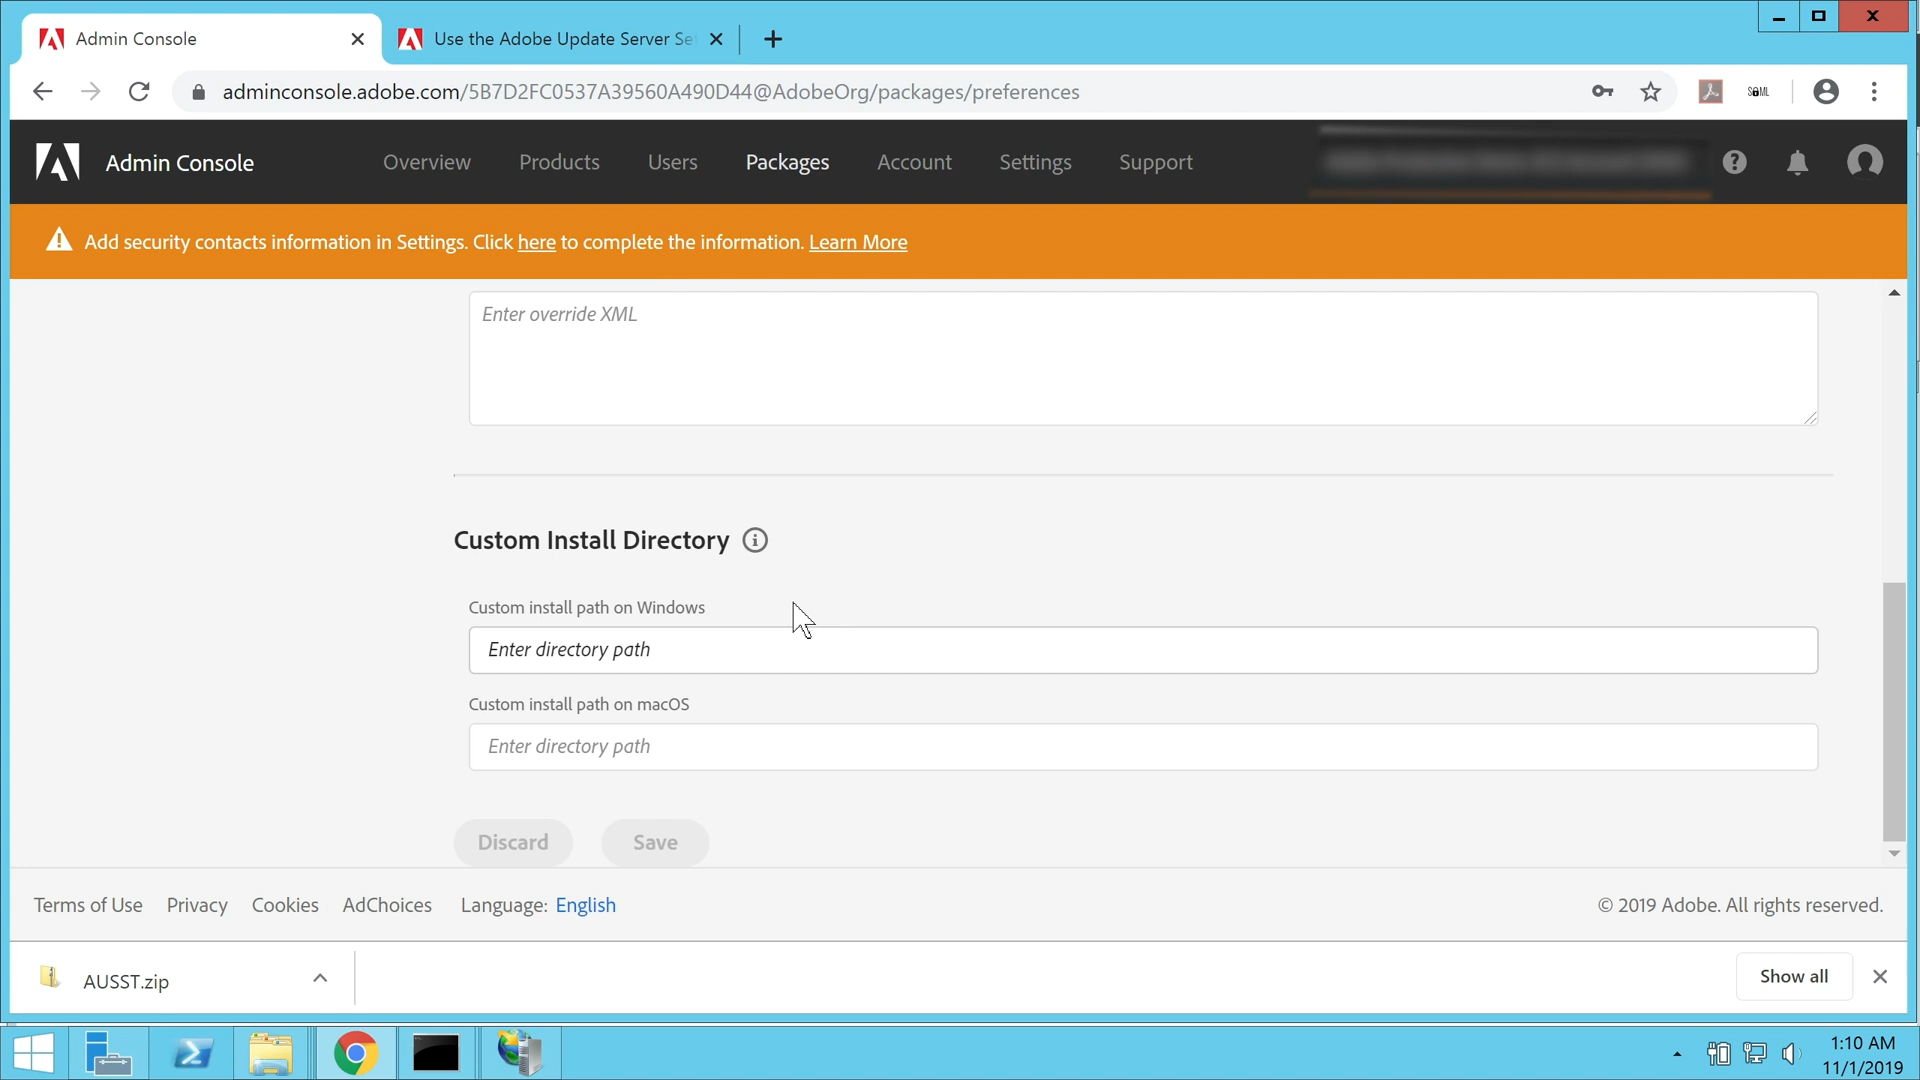 Admin Console
Use the Adobe Update Server Se
adminconsole.adobe.com/5B7D2FC0537A39560A490D44@AdobeOrg/packages/preferences
SAML
Admin Console
Overview
Products
Users
Packages
Account
Settings
Support
Add security contacts information in Settings. Click here to complete the information. Learn More
Enter override XML
Custom Install Directory
Custom install path on Windows
Enter directory path
Custom install path on macOS
Enter directory path
Discard
Save
Terms of Use
Privacy
Cookies
AdChoices
Language: English
© 2019 Adobe. All rights reserved.
AUSST.zip
Show all
1:10 AM
11/1/2019